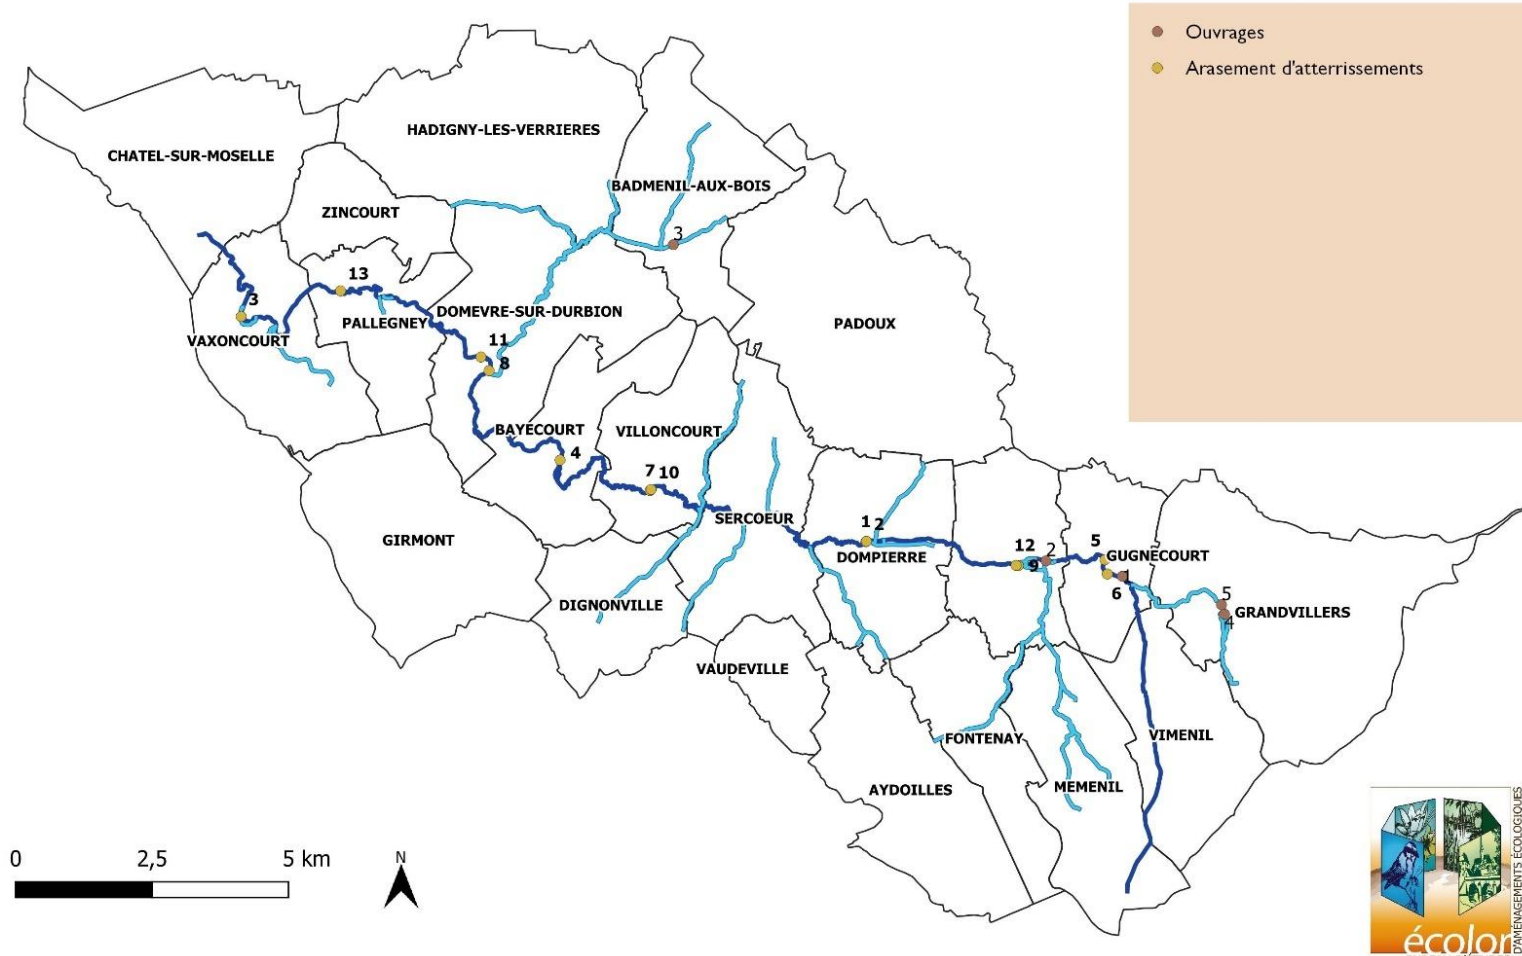 Ouvrages
Arasement d'atterrissements
HADIGNY-LES-VERRIERES
CHATEL-SUR-MOSELLE
BADMENIL-AUX-BOIS
ZINCOURT
3
13
3
DOMEVRE-SUR-DURBION
PALLEGNEY
PADOUX
VAXONCOURT
11
8
BAYECOURT
VILLONCOURT
4
7 10
SERCOEUR
GIRMONT
1 2
DOMPIERRE
12
2
9
5
GUGNECOURT
1
6
DIGNONVILLE
5
GRANDVILLERS
4
VAUDEVILLE
FONTENAY
VIMENIL
AYDOILLES
MEMENIL
0 2,5 5 km
N
écolor
D'AMÉNAGEMENTS ÉCOLOGIQUES